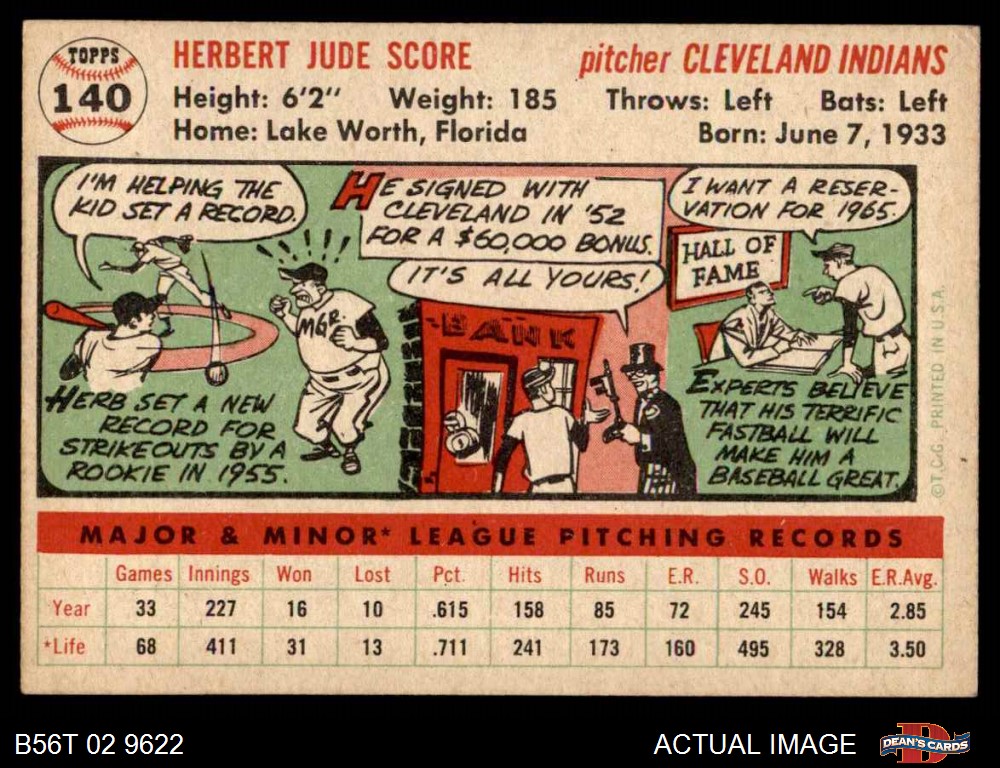 TOPPS
140
HERBERT JUDE SCORE
pitcher CLEVELAND INDIANS
Height: 6'2" Weight: 185 Throws: Left Bats: Left
Home: Lake Worth, Florida Born: June 7, 1933
I'M HELPING THE
KID SET A RECORD.
MGR.
HERB SET A NEW
RECORD FOR
STRIKEOUTS BY A
ROOKIE IN 1955.
HE SIGNED WITH
CLEVELAND IN '52
FOR A $60,000 BONUS.
IT'S ALL YOURS!
BANK
I WANT A RESER-
VATION FOR 1965.
HALL OF
FAME
EXPERTS BELIEVE
THAT HIS TERRIFIC
FASTBALL WILL
MAKE HIM A
BASEBALL GREAT.
©T.C.G. PRINTED IN U.S.A.
MAJOR & MINOR* LEAGUE PITCHING RECORDS
Games Innings Won Lost Pct. Hits Runs E.R. S.O. Walks E.R.Avg.
Year 33 227 16 10 .615 158 85 72 245 154 2.85
*Life 68 411 31 13 .711 241 173 160 495 328 3.50
B56T 02 9622
ACTUAL IMAGE
DEAN'S CARDS